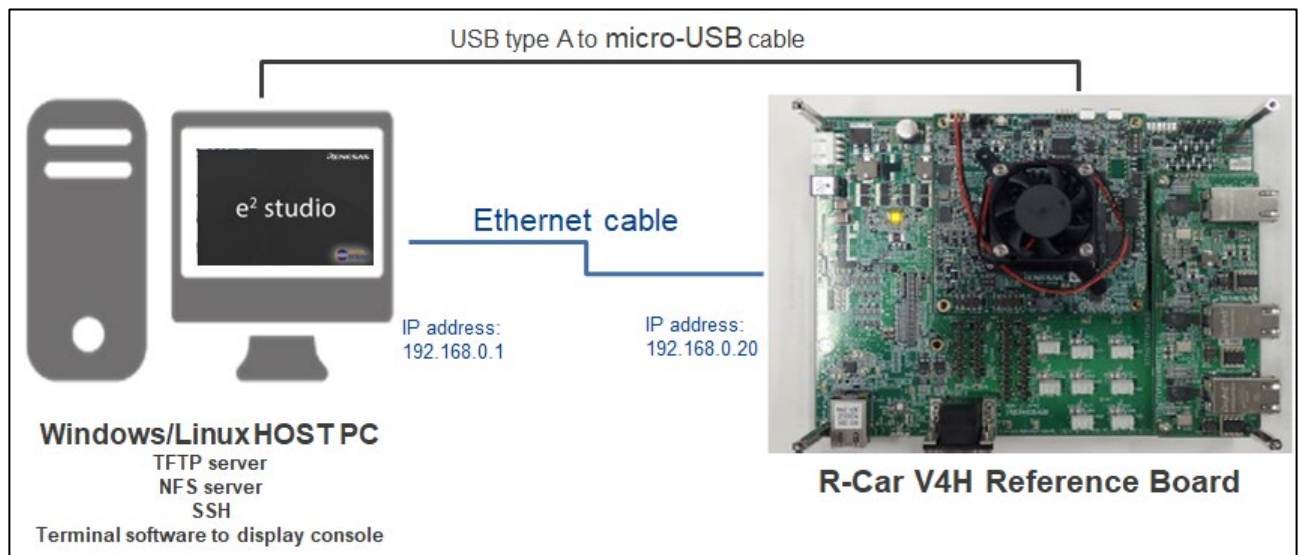 USB type A to micro-USB cable
RENESAS
e² studio
Ethernet cable
IP address:
192.168.0.1
IP address:
192.168.0.20
RENESAS
Windows/LinuxHOST PC
TFTP server
NFS server
SSH
Terminal software to display console
R-Car V4H Reference Board